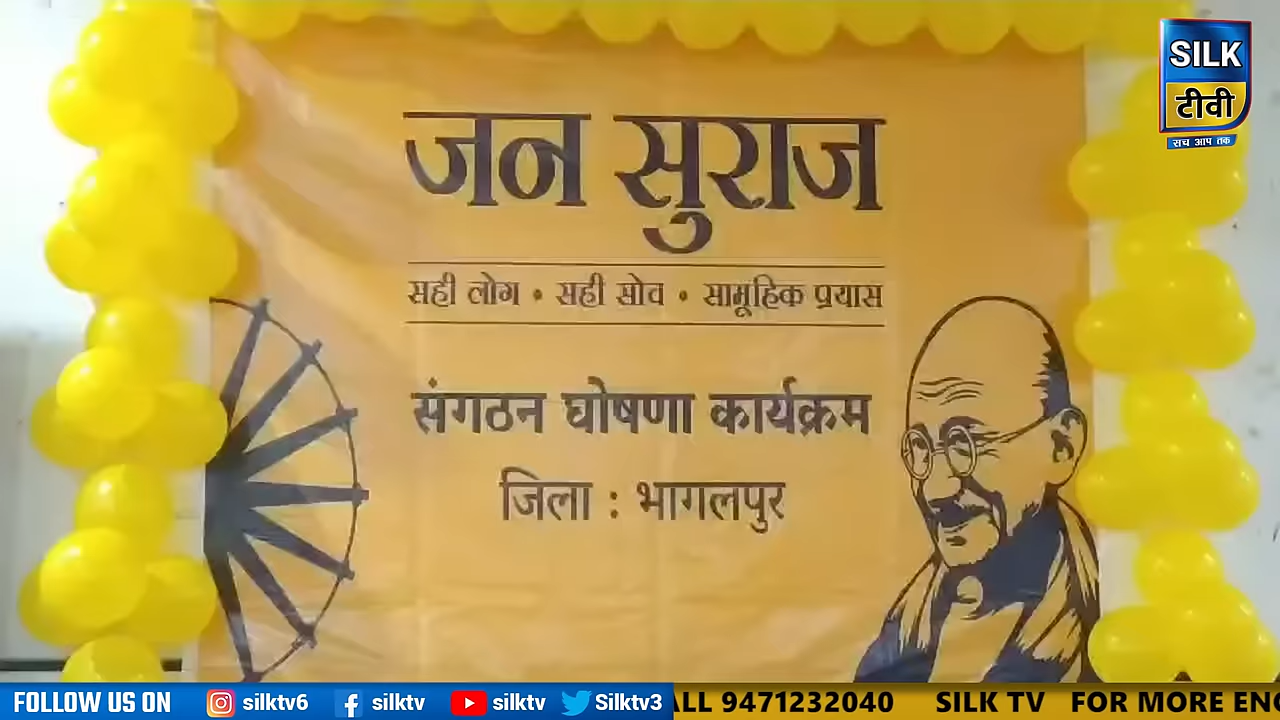 SILK
टीवी
सच आप तक
जन सुराज
सही लोग • सही सोच • सामूहिक प्रयास
संगठन घोषणा कार्यक्रम
जिला : भागलपुर
FOLLOW US ON silktv6 silktv silktv Silktv3 ALL 9471232040 SILK TV FOR MORE ENQ